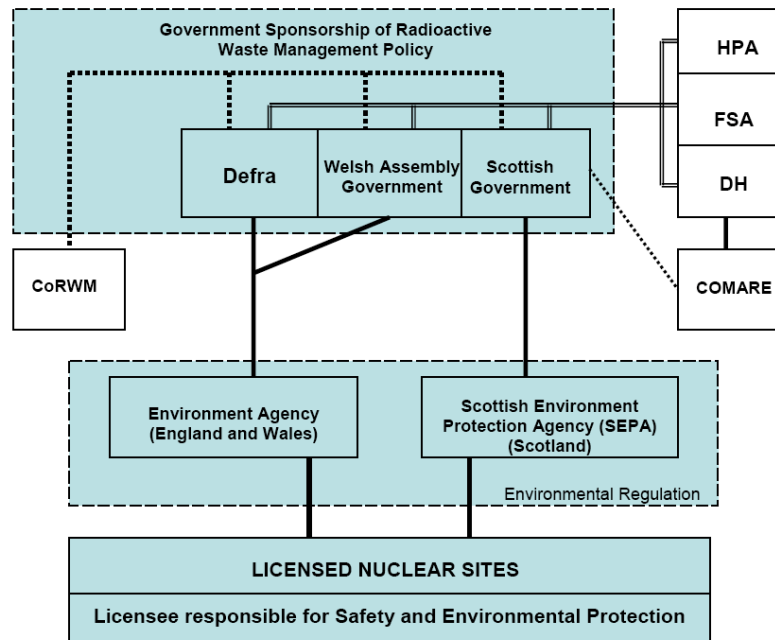 Government Sponsorship of Radioactive
Waste Management Policy
HPA
FSA
DH
Defra
Welsh Assembly
Government
Scottish
Government
CoRWM
COMARE
Environment Agency
(England and Wales)
Scottish Environment
Protection Agency (SEPA)
(Scotland)
Environmental Regulation
LICENSED NUCLEAR SITES
Licensee responsible for Safety and Environmental Protection